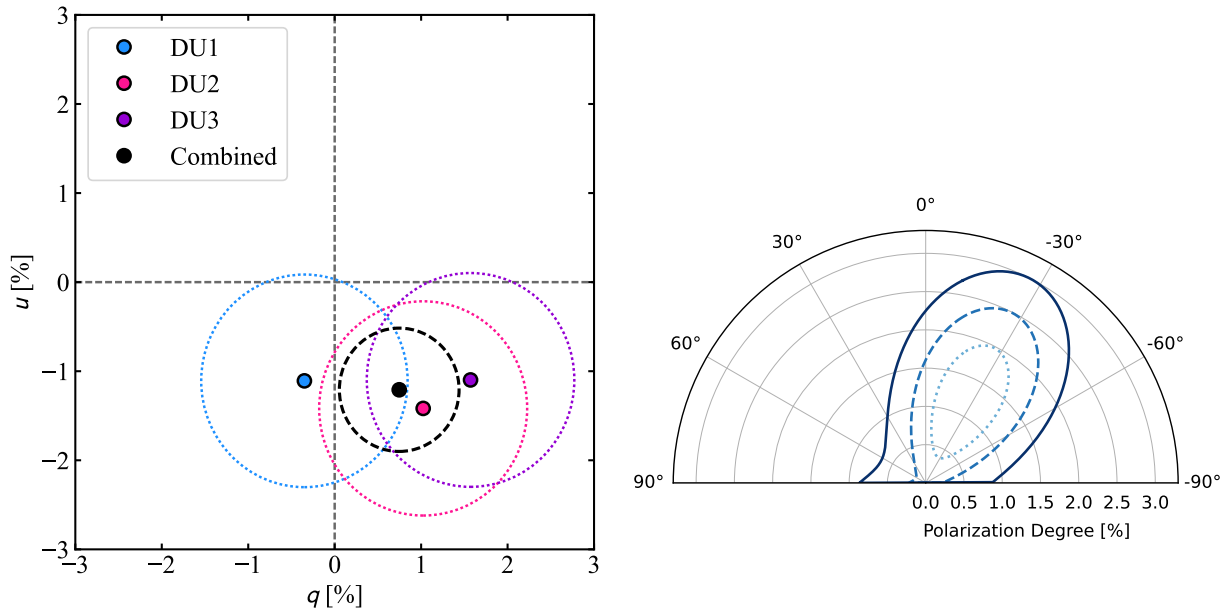 3
2
1
0
−1
−2
−3
u [%]
DU1
DU2
DU3
Combined
−3
−2
−1
0
1
2
3
q [%]
0°
30°
-30°
60°
-60°
90°
-90°
0.0 0.5 1.0 1.5 2.0 2.5 3.0
Polarization Degree [%]